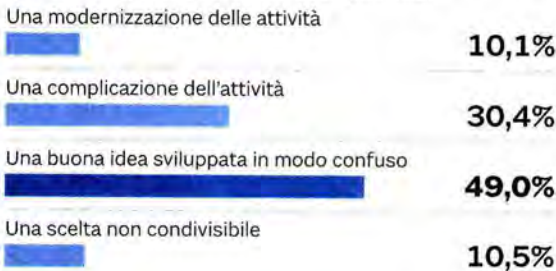 Una modernizzazione delle attività
10,1%
Una complicazione dell'attività
30,4%
Una buona idea sviluppata in modo confuso
49,0%
Una scelta non condivisibile
10,5%